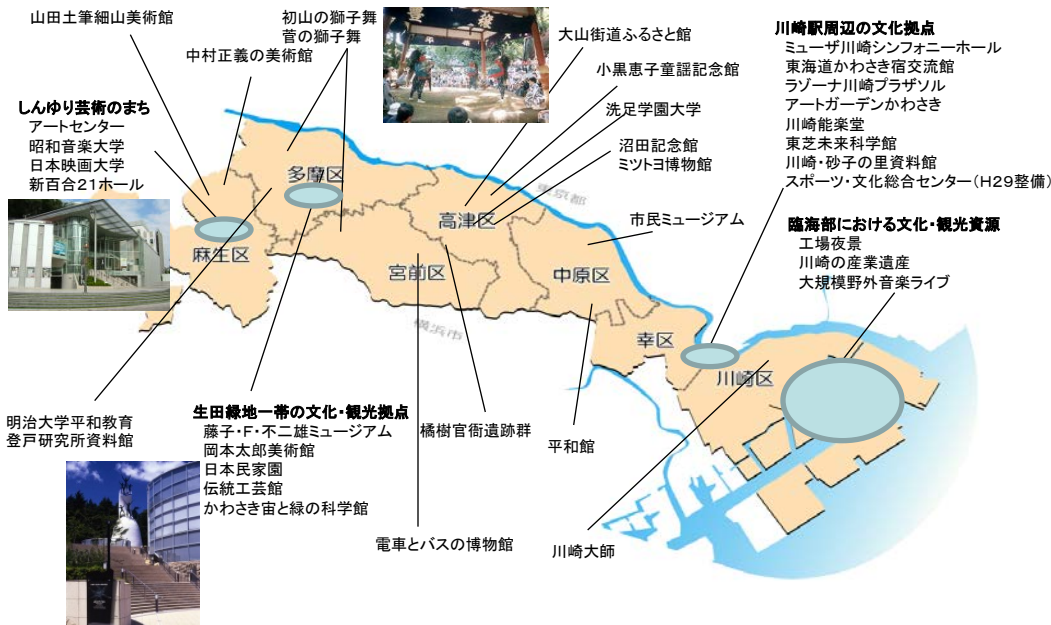 山田土筆細山美術館
中村正義の美術館
初山の獅子舞
菅の獅子舞
大山街道ふるさと館
小黒恵子童謡記念館
洗足学園大学
沼田記念館
ミツトヨ博物館
市民ミュージアム
川崎駅周辺の文化拠点
ミューザ川崎シンフォニーホール
東海道かわさき宿交流館
ラゾーナ川崎プラザソル
アートガーデンかわさき
川崎能楽堂
東芝未来科学館
川崎・砂子の里資料館
スポーツ・文化総合センター(H29整備)
臨海部における文化・観光資源
工場夜景
川崎の産業遺産
大規模野外音楽ライブ
しんゆり芸術のまち
アートセンター
昭和音楽大学
日本映画大学
新百合21ホール
多摩区
麻生区
高津区
宮前区
中原区
幸区
川崎区
東京都
横浜市
明治大学平和教育
登戸研究所資料館
生田緑地一帯の文化・観光拠点
藤子・F・不二雄ミュージアム
岡本太郎美術館
日本民家園
伝統工芸館
かわさき宙と緑の科学館
橘樹官衙遺跡群
平和館
電車とバスの博物館
川崎大師